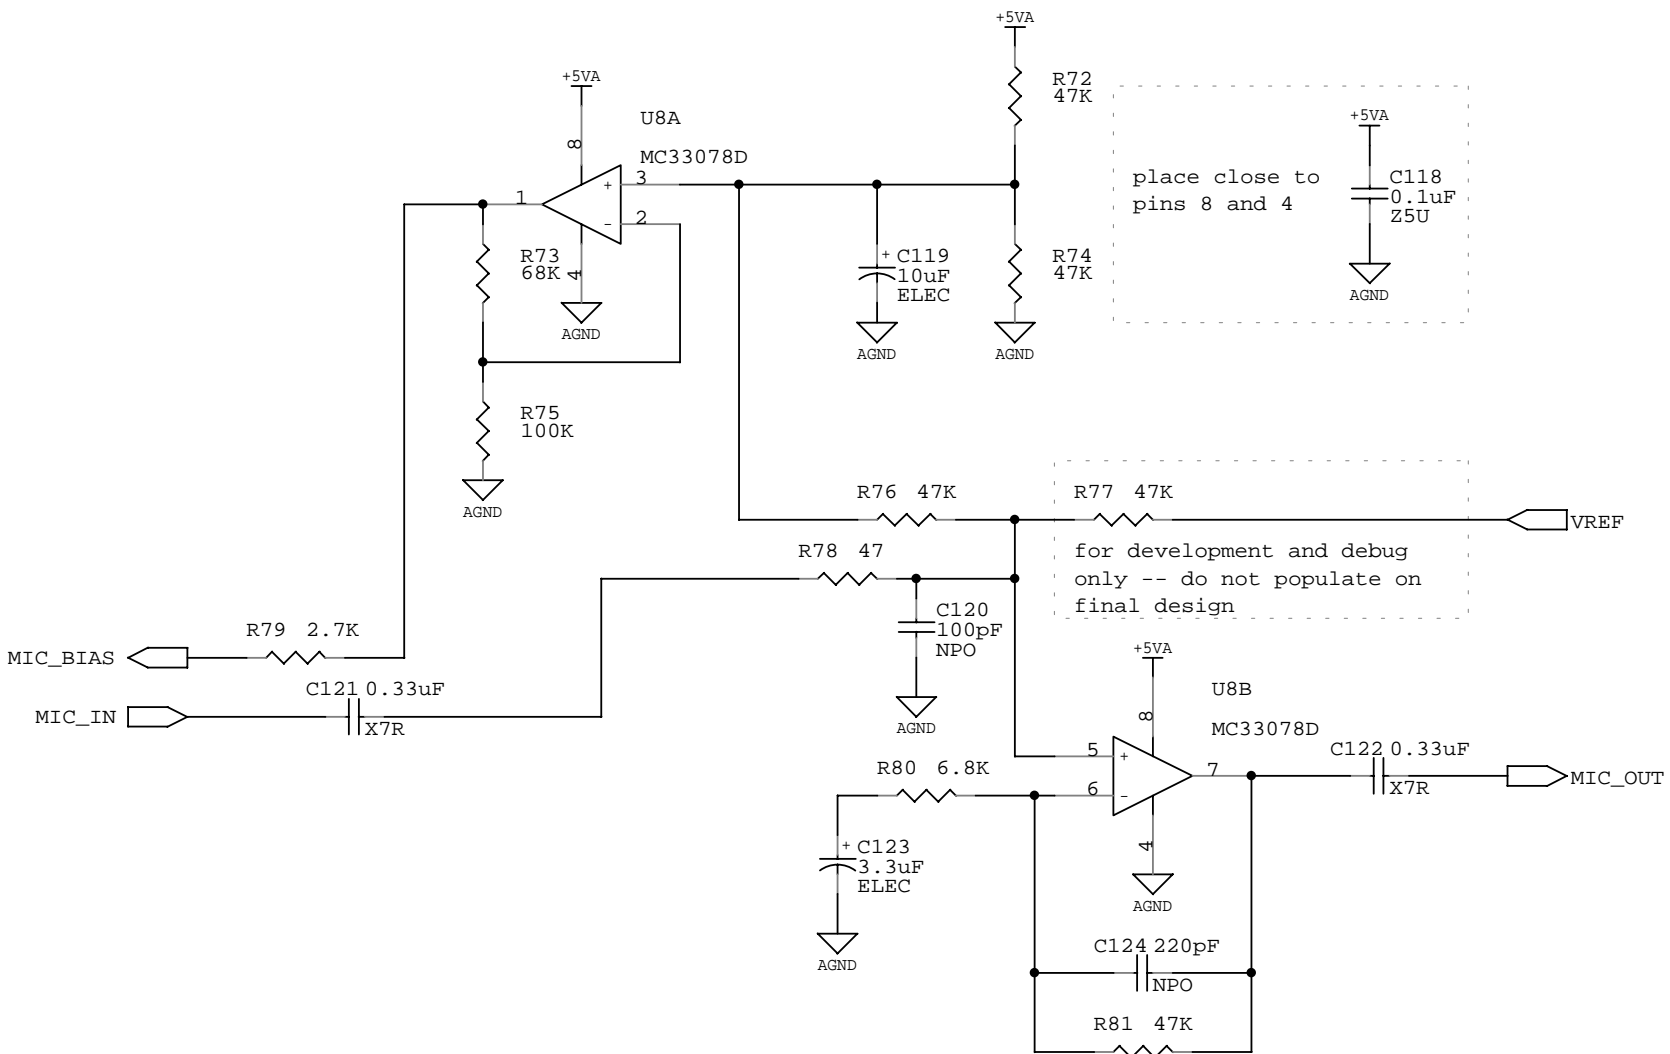 +5VA
R72
47K
+5VA
U8A
MC33078D
8
+
3
1
-
2
4
AGND
R73
68K
R75
100K
AGND
+ C119
10uF
ELEC
AGND
R74
47K
AGND
+5VA
place close to
pins 8 and 4
C118
0.1uF
Z5U
AGND
R76 47K
R77 47K
VREF
for development and debug
only -- do not populate on
final design
R78 47
C120
100pF
NPO
AGND
R79 2.7K
MIC_BIAS
C121 0.33uF
MIC_IN
X7R
+5VA
U8B
MC33078D
8
5
+
7
6
-
4
AGND
C122 0.33uF
MIC_OUT
X7R
R80 6.8K
+ C123
3.3uF
ELEC
AGND
C124 220pF
NPO
R81 47K